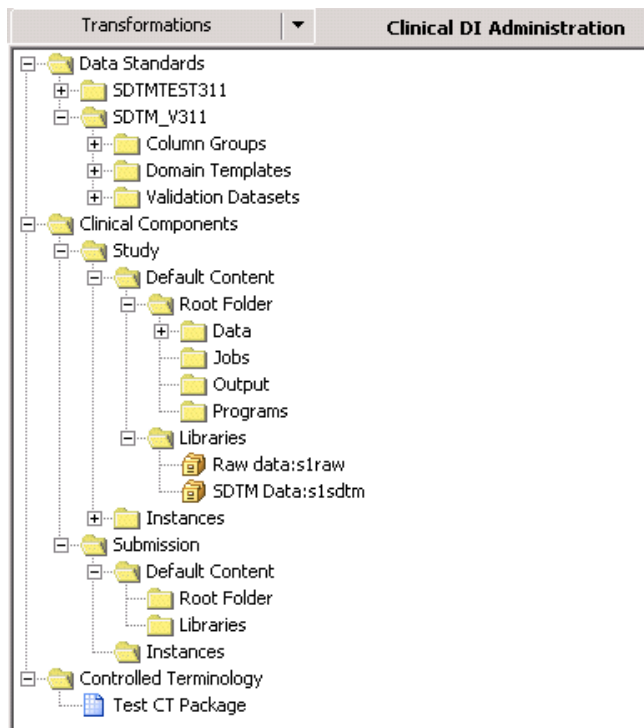 Transformations
Clinical DI Administration
Data Standards
SDTMTEST311
SDTM_V311
Column Groups
Domain Templates
Validation Datasets
Clinical Components
Study
Default Content
Root Folder
Data
Jobs
Output
Programs
Libraries
Raw data:s1raw
SDTM Data:s1sdtm
Instances
Submission
Default Content
Root Folder
Libraries
Instances
Controlled Terminology
Test CT Package